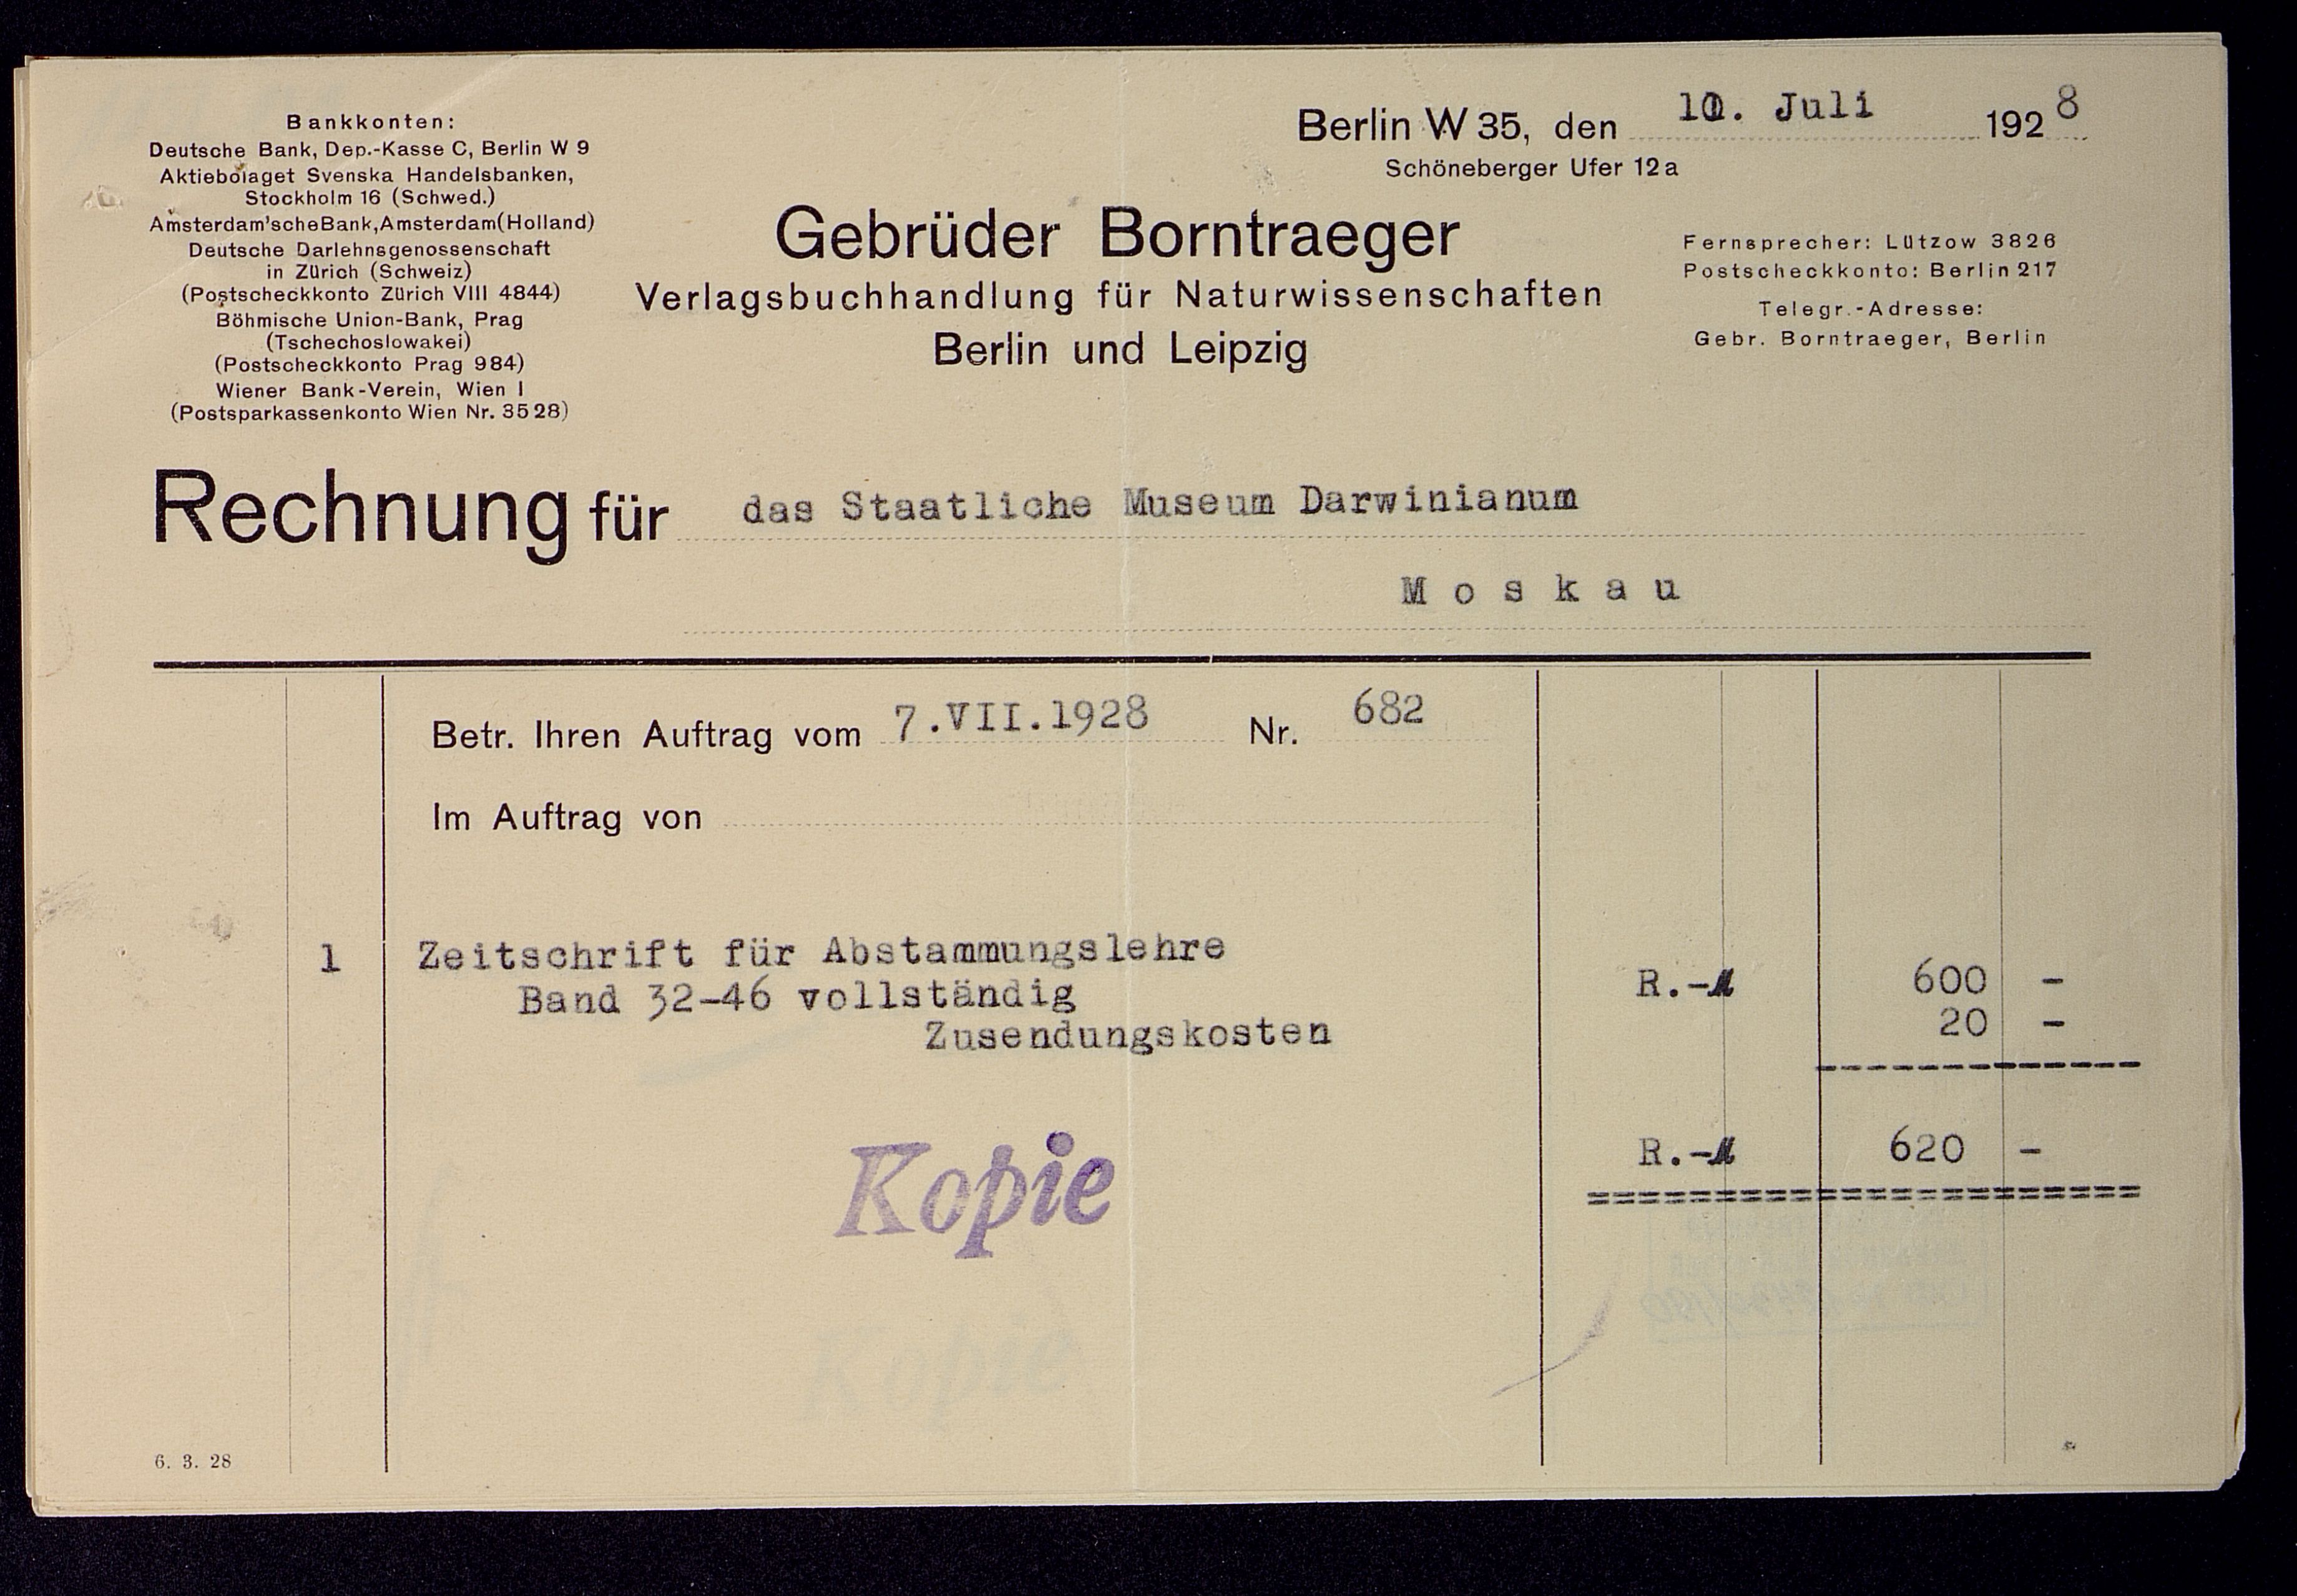 Bankkonten:
Deutsche Bank, Dep.-Kasse C, Berlin W 9
Aktiebolaget Svenska Handelsbanken,
Stockholm 16 (Schwed.)
Amsterdam'sche Bank, Amsterdam (Holland)
Deutsche Darlehnsgenossenschaft
in Zürich (Schweiz)
(Postscheckkonto Zürich VIII 4844)
Böhmische Union-Bank, Prag
(Tschechoslowakei)
(Postscheckkonto Prag 984)
Wiener Bank-Verein, Wien I
(Postsparkassenkonto Wien Nr. 3528)
Berlin W 35, den Juli 1928
Schöneberger Ufer 12a
Gebrüder Borntraeger
Verlagsbuchhandlung für Naturwissenschaften
Berlin und Leipzig
Fernsprecher: Lützow 3826
Postscheckkonto: Berlin 217
Telegr.-Adresse:
Gebr. Borntraeger, Berlin
Rechnung für das Staatliche Museum Darwinianum
Moskau
Betr. Ihren Auftrag vom 7.VII.1928 Nr. 682
Im Auftrag von
1 Zeitschrift für Abstammungslehre
Band 32-46 vollständig R.-M 600 -
Zusendungskosten 20 -
R.-M 620 -
Kopie
6. 3. 28